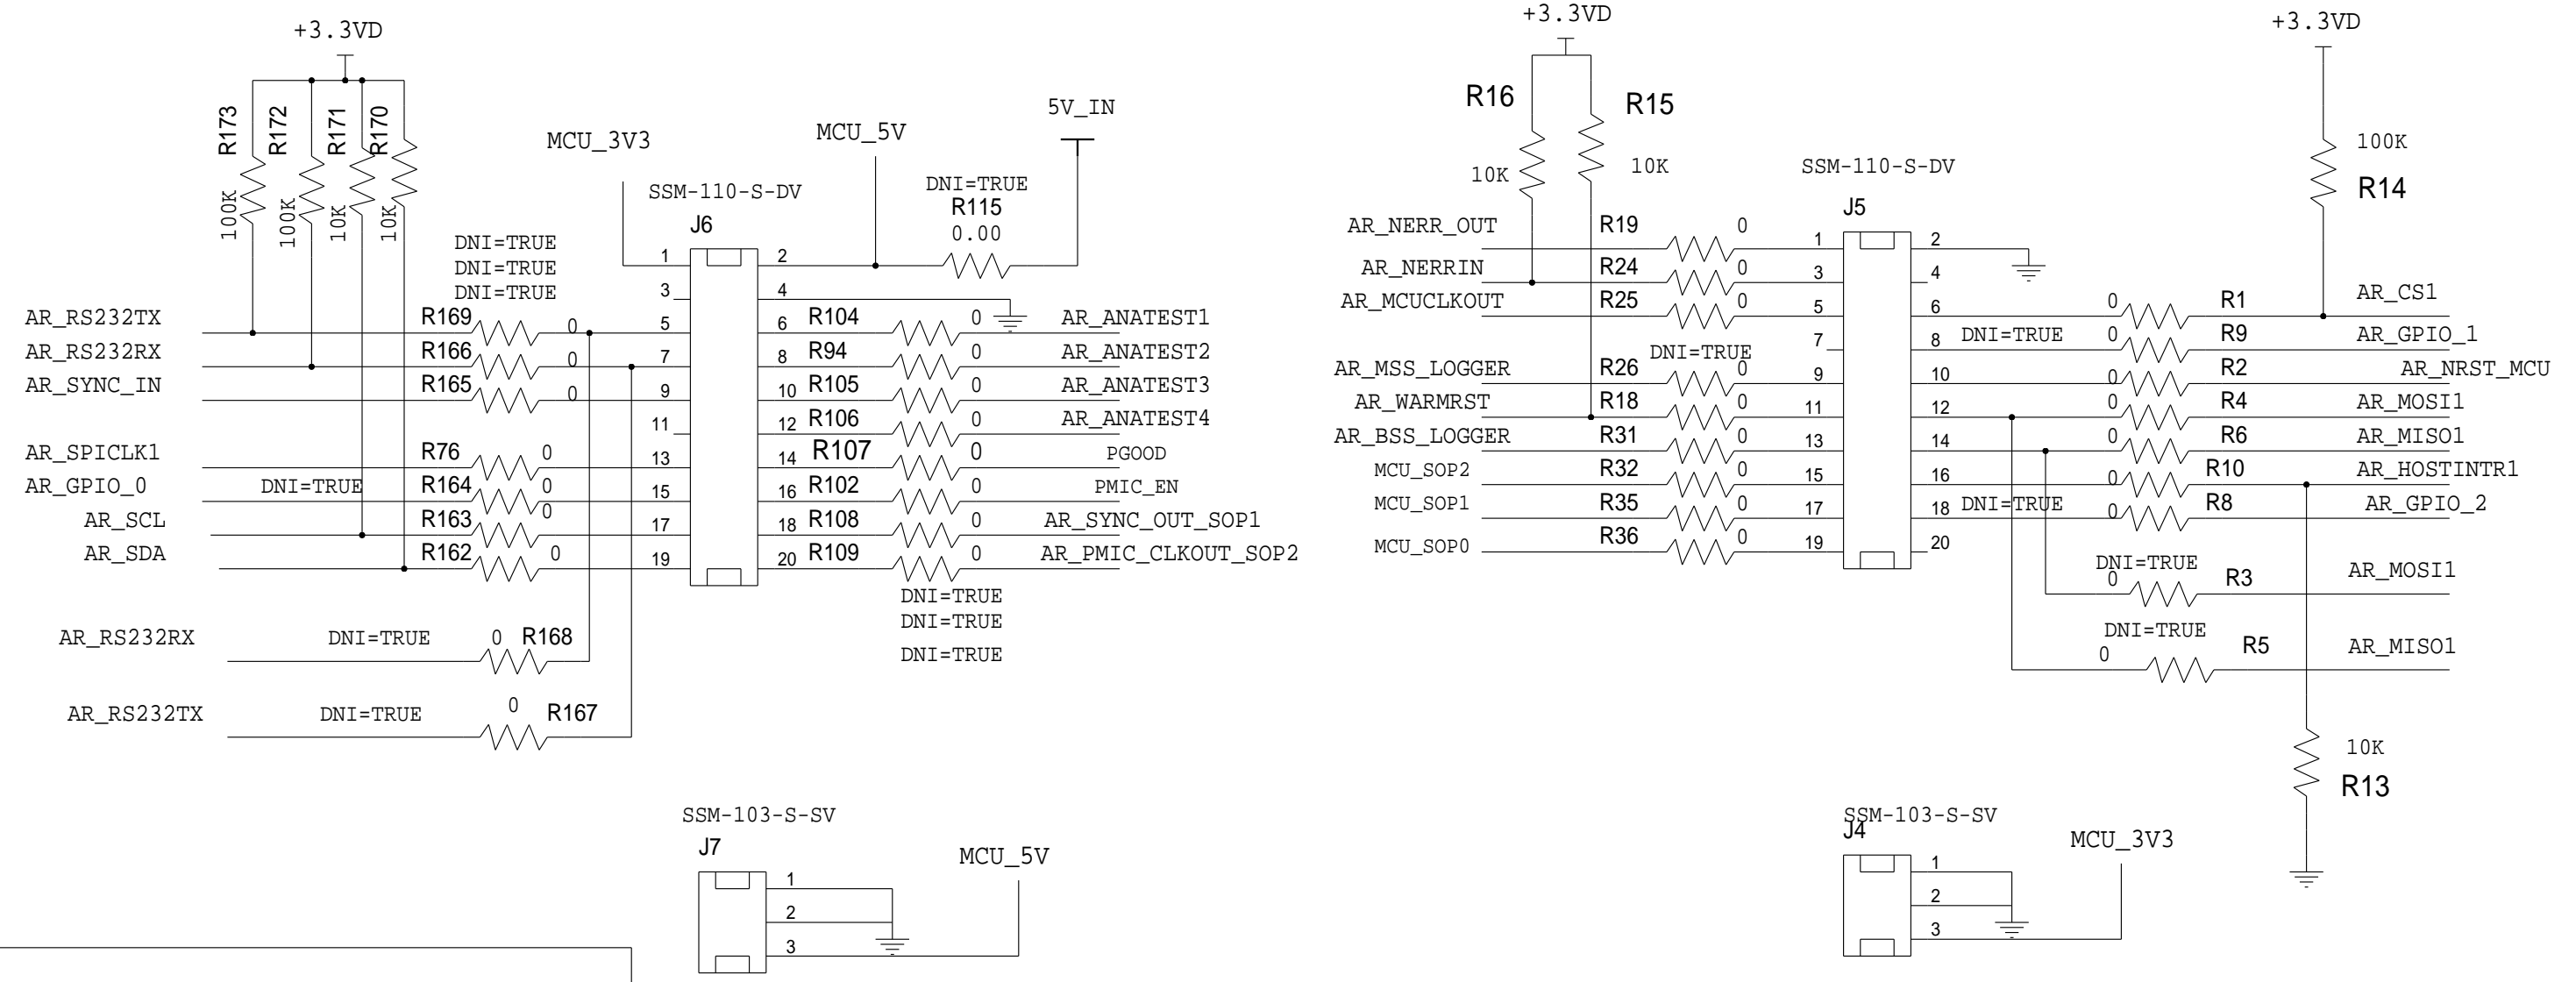 +3.3VD
R173
R172
R171
R170
100K
100K
10K
10K
MCU_3V3
MCU_5V
5V_IN
SSM-110-S-DV
J6
DNI=TRUE
R115
0.00
DNI=TRUE
DNI=TRUE
DNI=TRUE
1 2
3 4
AR_RS232TX R169 0 5 6 R104 0 AR_ANATEST1
AR_RS232RX R166 0 7 8 R94 0 AR_ANATEST2
AR_SYNC_IN R165 0 9 10 R105 0 AR_ANATEST3
11 12 R106 0 AR_ANATEST4
AR_SPICLK1 R76 0 13 14 R107 0 PGOOD
AR_GPIO_0 DNI=TRUE R164 0 15 16 R102 0 PMIC_EN
AR_SCL R163 0 17 18 R108 0 AR_SYNC_OUT_SOP1
AR_SDA R162 0 19 20 R109 0 AR_PMIC_CLKOUT_SOP2
DNI=TRUE
DNI=TRUE
DNI=TRUE
AR_RS232RX DNI=TRUE 0 R168
AR_RS232TX DNI=TRUE 0 R167
SSM-103-S-SV
J7
MCU_5V
1
2
3
+3.3VD
R16
10K
R15
10K
+3.3VD
100K
R14
SSM-110-S-DV
J5
AR_NERR_OUT R19 0 1 2
AR_NERRIN R24 0 3 4
AR_MCUCLKOUT R25 0 5 6 0 R1 AR_CS1
7 8 DNI=TRUE 0 R9 AR_GPIO_1
DNI=TRUE
AR_MSS_LOGGER R26 0 9 10 0 R2 AR_NRST_MCU
AR_WARMRST R18 0 11 12 0 R4 AR_MOSI1
AR_BSS_LOGGER R31 0 13 14 0 R6 AR_MISO1
MCU_SOP2 R32 0 15 16 0 R10 AR_HOSTINTR1
MCU_SOP1 R35 0 17 18 DNI=TRUE 0 R8 AR_GPIO_2
MCU_SOP0 R36 0 19 20
DNI=TRUE
0 R3 AR_MOSI1
DNI=TRUE
0 R5 AR_MISO1
10K
R13
SSM-103-S-SV
J4
MCU_3V3
1
2
3